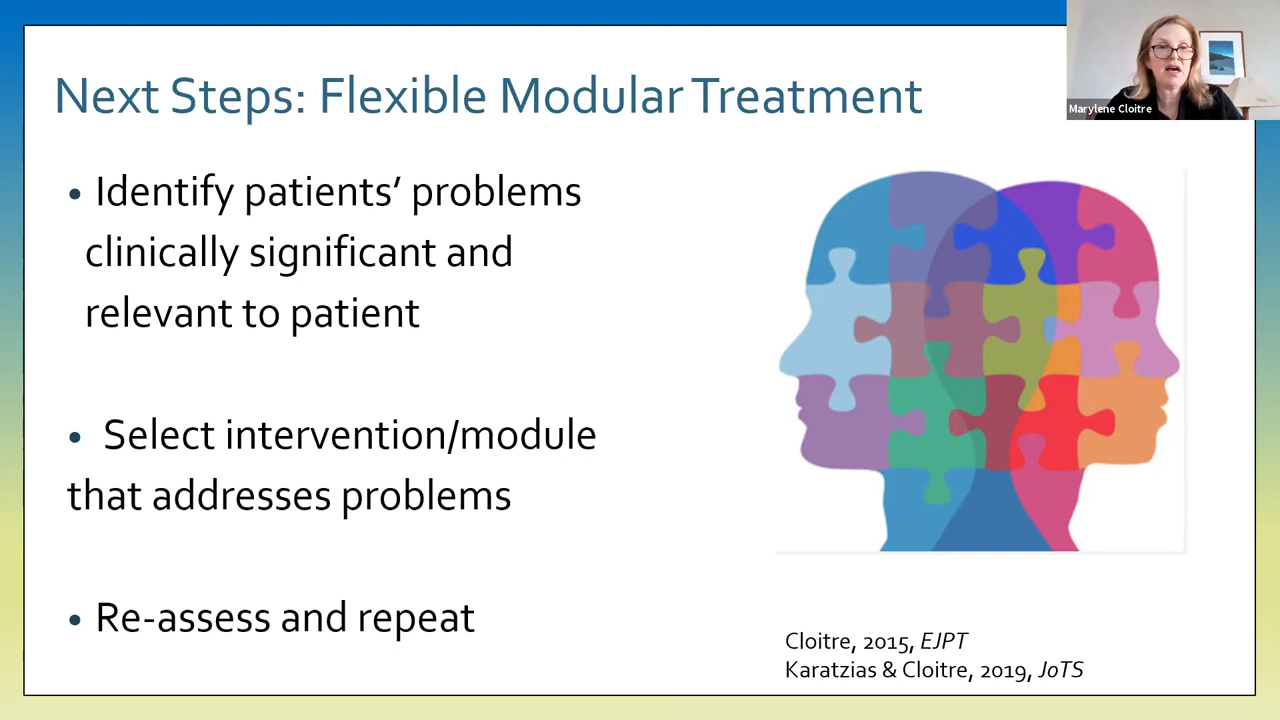 Next Steps: Flexible Modular Treatment
Marylene Cloitre
• Identify patients’ problems
clinically significant and
relevant to patient
• Select intervention/module
that addresses problems
• Re-assess and repeat
Cloitre, 2015, EJPT
Karatzias & Cloitre, 2019, JoTS